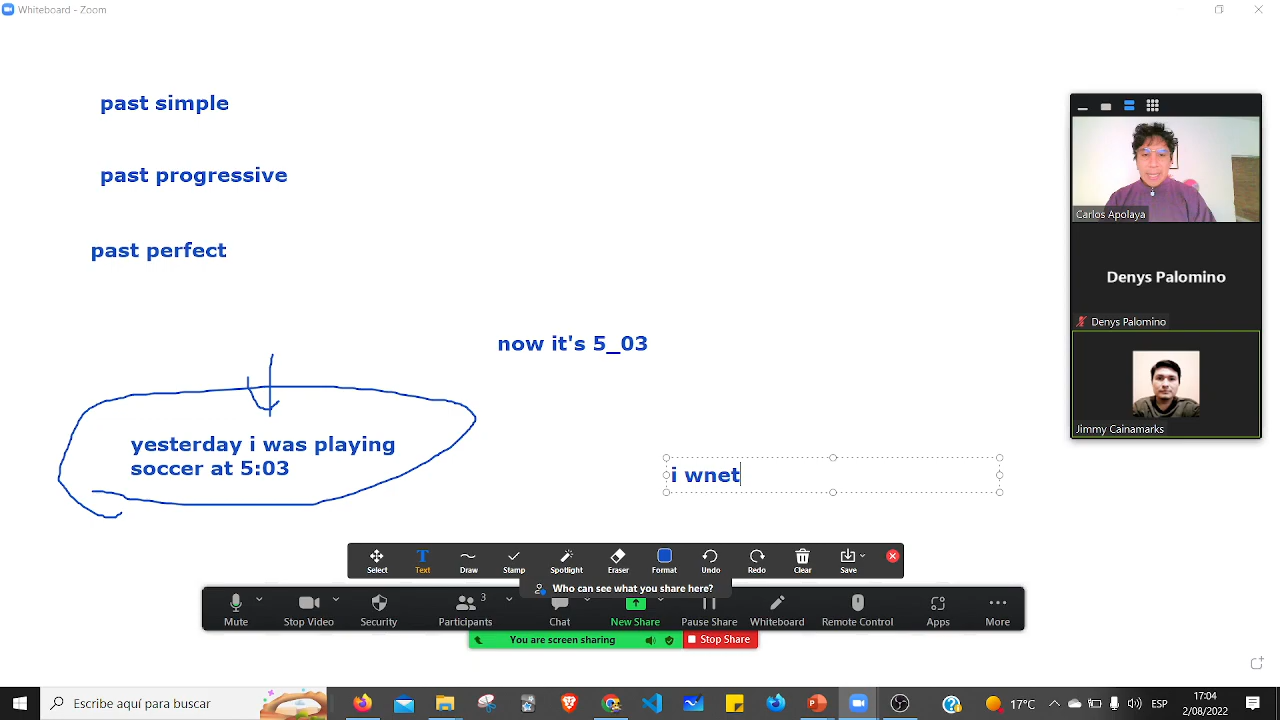 Whiteboard - Zoom
past simple
past progressive
past perfect
now it's 5_03
yesterday i was playing
soccer at 5:03
i wnet
Carlos Apolaya
Denys Palomino
Denys Palomino
Jimmy Cainamarks
Select
Text
Draw
Stamp
Spotlight
Eraser
Format
Undo
Redo
Clear
Save
Who can see what you share here?
Mute
Stop Video
Security
Participants
3
Chat
New Share
Pause Share
Whiteboard
Remote Control
Apps
More
You are screen sharing
Stop Share
Escribe aquí para buscar
17°C
ESP
17:04
2/08/2022